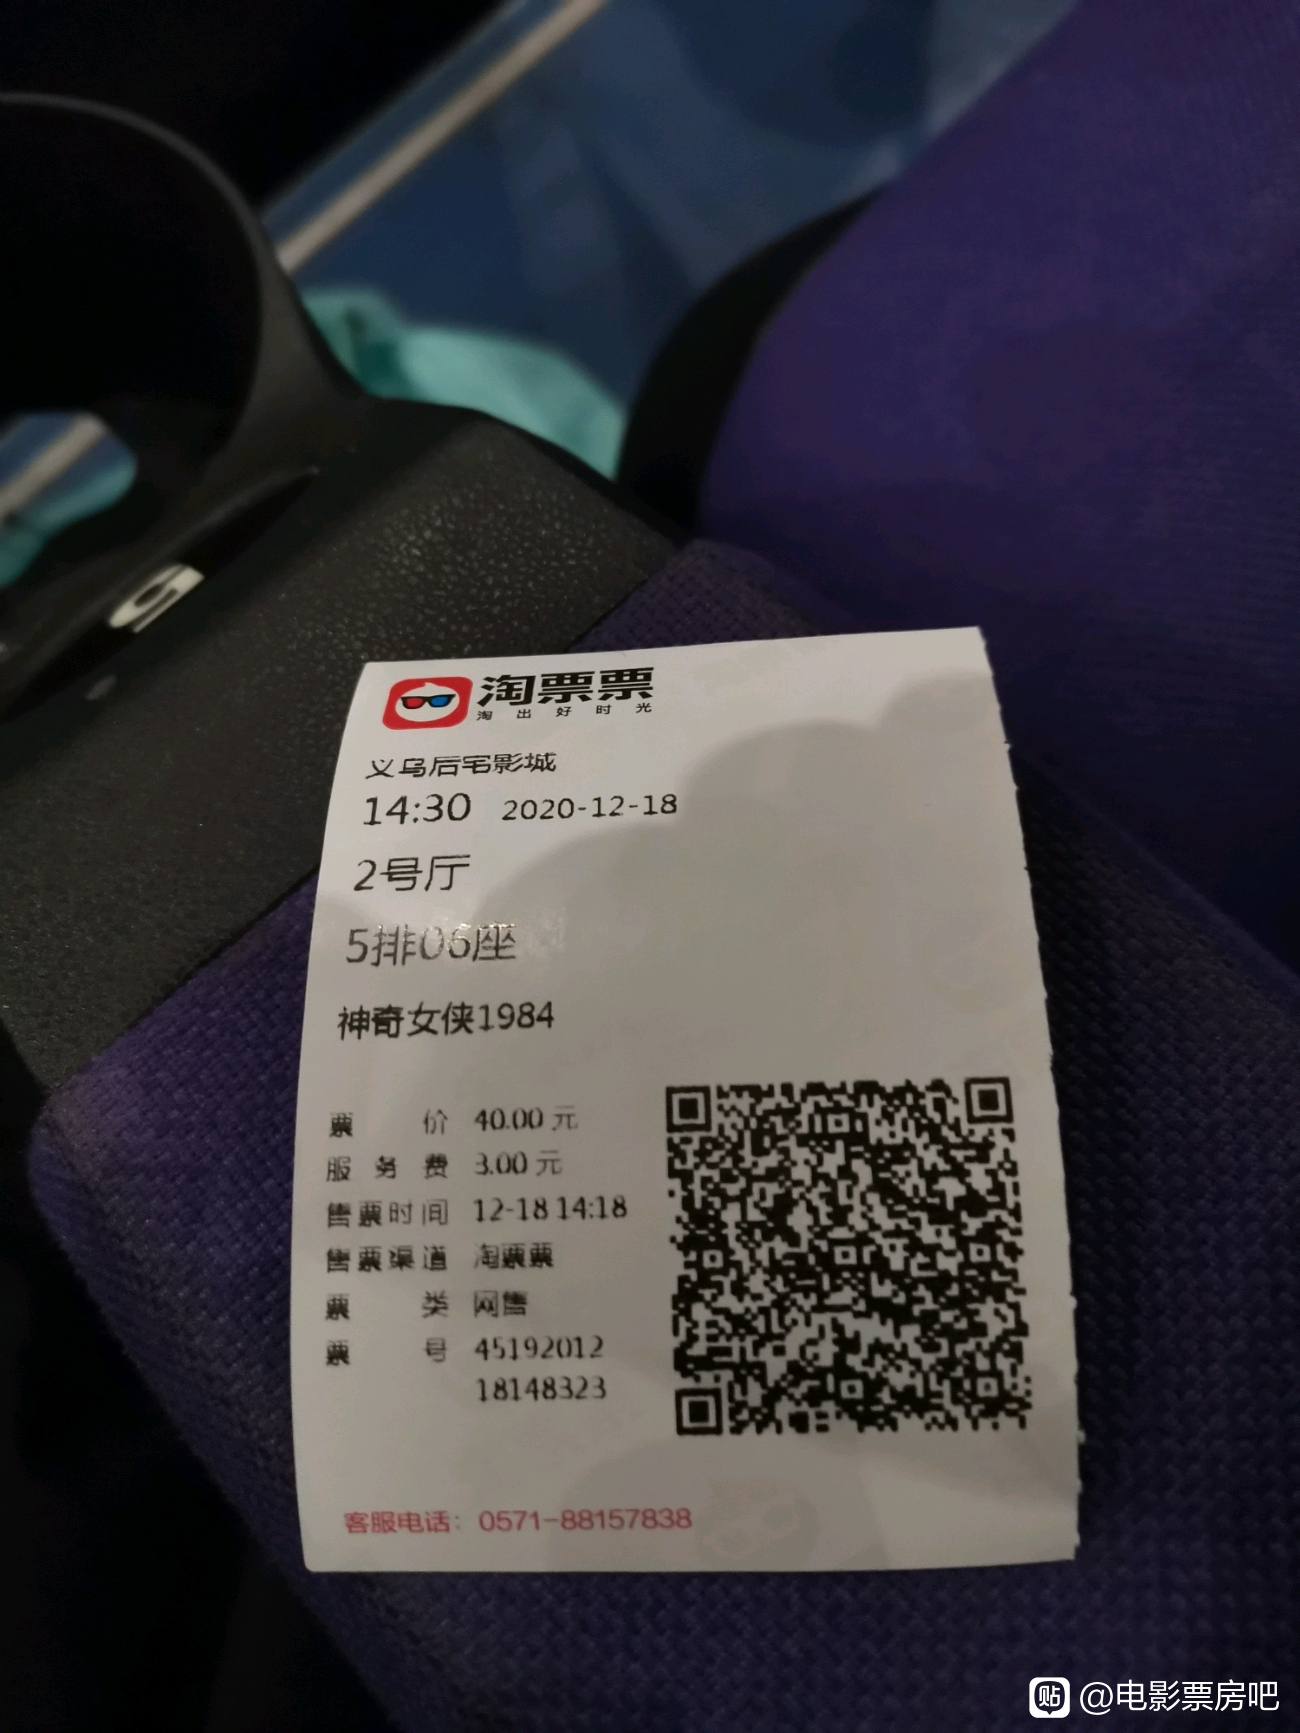 淘票票
淘出好时光
义乌后宅影城
14:30 2020-12-18
2号厅
5排06座
神奇女侠1984
票价 40.00 元
服务费 3.00 元
售票时间 12-18 14:18
售票渠道 淘票票
票类 网售
票号 45192012
18148323
客服电话：0571-88157838
贴 @电影票房吧